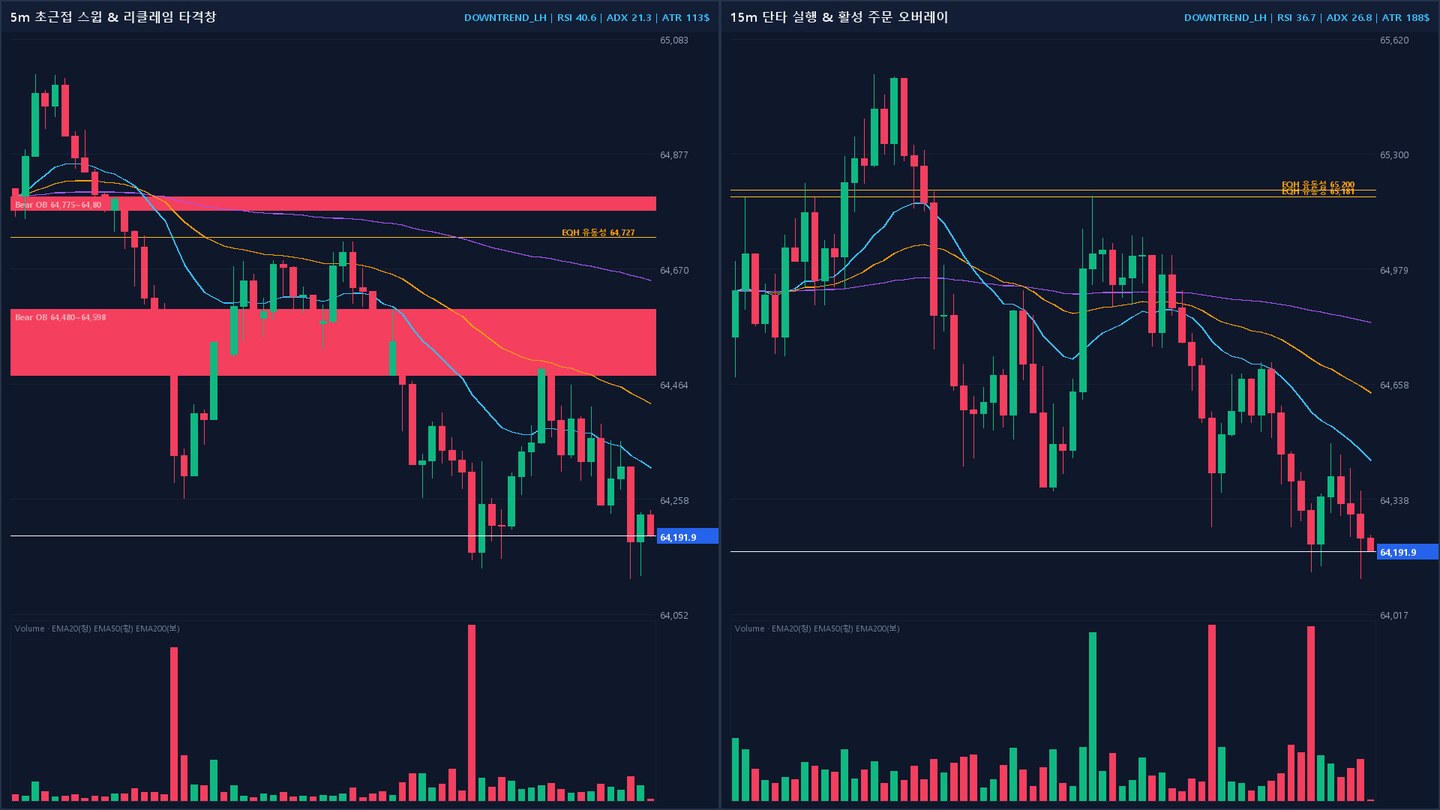 5m 초근접 스윕 & 리클레임 타격창
DOWNTREND_LH | RSI 40.6 | ADX 21.3 | ATR 113$
65,083
64,877
Bear OB 64,775~64,80
EQH 유동성 64,727
64,670
Bear OB 64,480~64,598
64,464
64,258
64,191.9
64,052
Volume · EMA20(청) EMA50(황) EMA200(보)
15m 단타 실행 & 활성 주문 오버레이
DOWNTREND_LH | RSI 36.7 | ADX 26.8 | ATR 188$
65,620
65,300
EQH 유동성 65,200
EQH 유동성 65,181
64,979
64,658
64,338
64,191.9
64,017
Volume · EMA20(청) EMA50(황) EMA200(보)